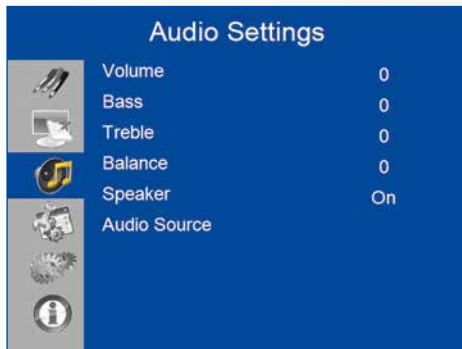 Audio Settings
Volume 0
Bass 0
Treble 0
Balance 0
Speaker On
Audio Source